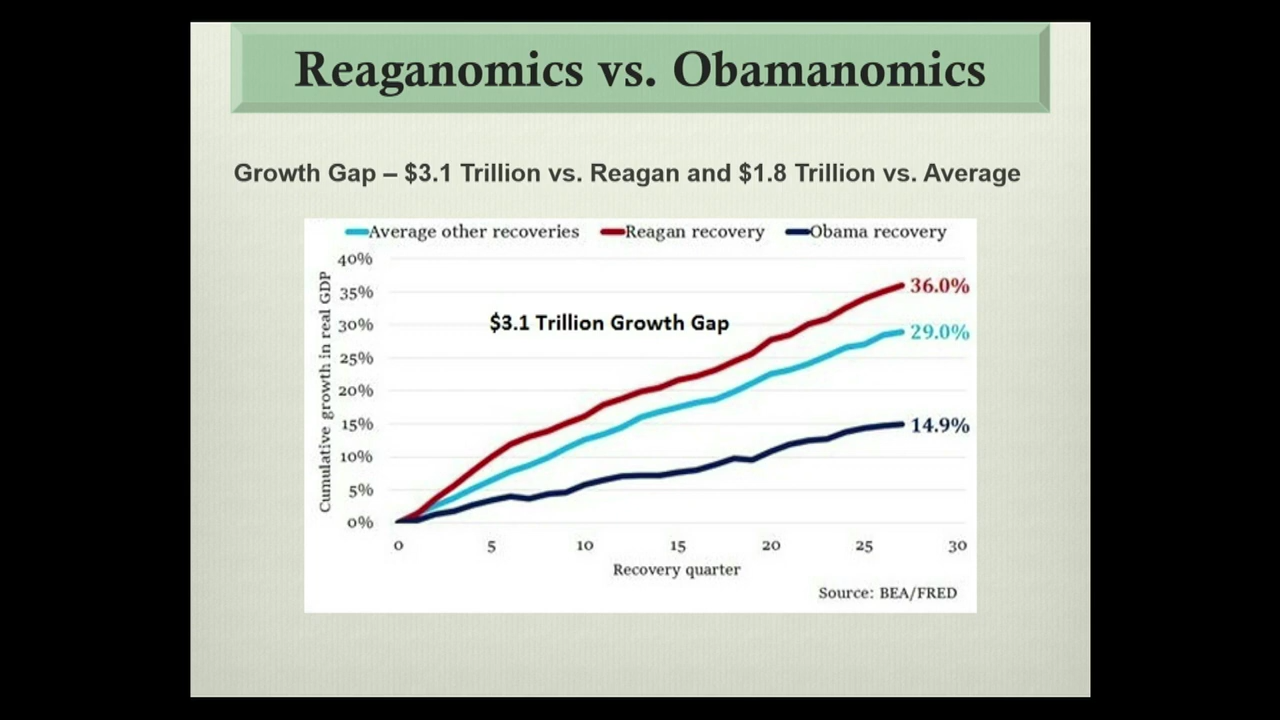 Reaganomics vs. Obamanomics
Growth Gap – $3.1 Trillion vs. Reagan and $1.8 Trillion vs. Average
Average other recoveries Reagan recovery Obama recovery
Cumulative growth in real GDP
40%
35%
30%
25%
20%
15%
10%
5%
0%
$3.1 Trillion Growth Gap
36.0%
29.0%
14.9%
0 5 10 15 20 25 30
Recovery quarter
Source: BEA/FRED